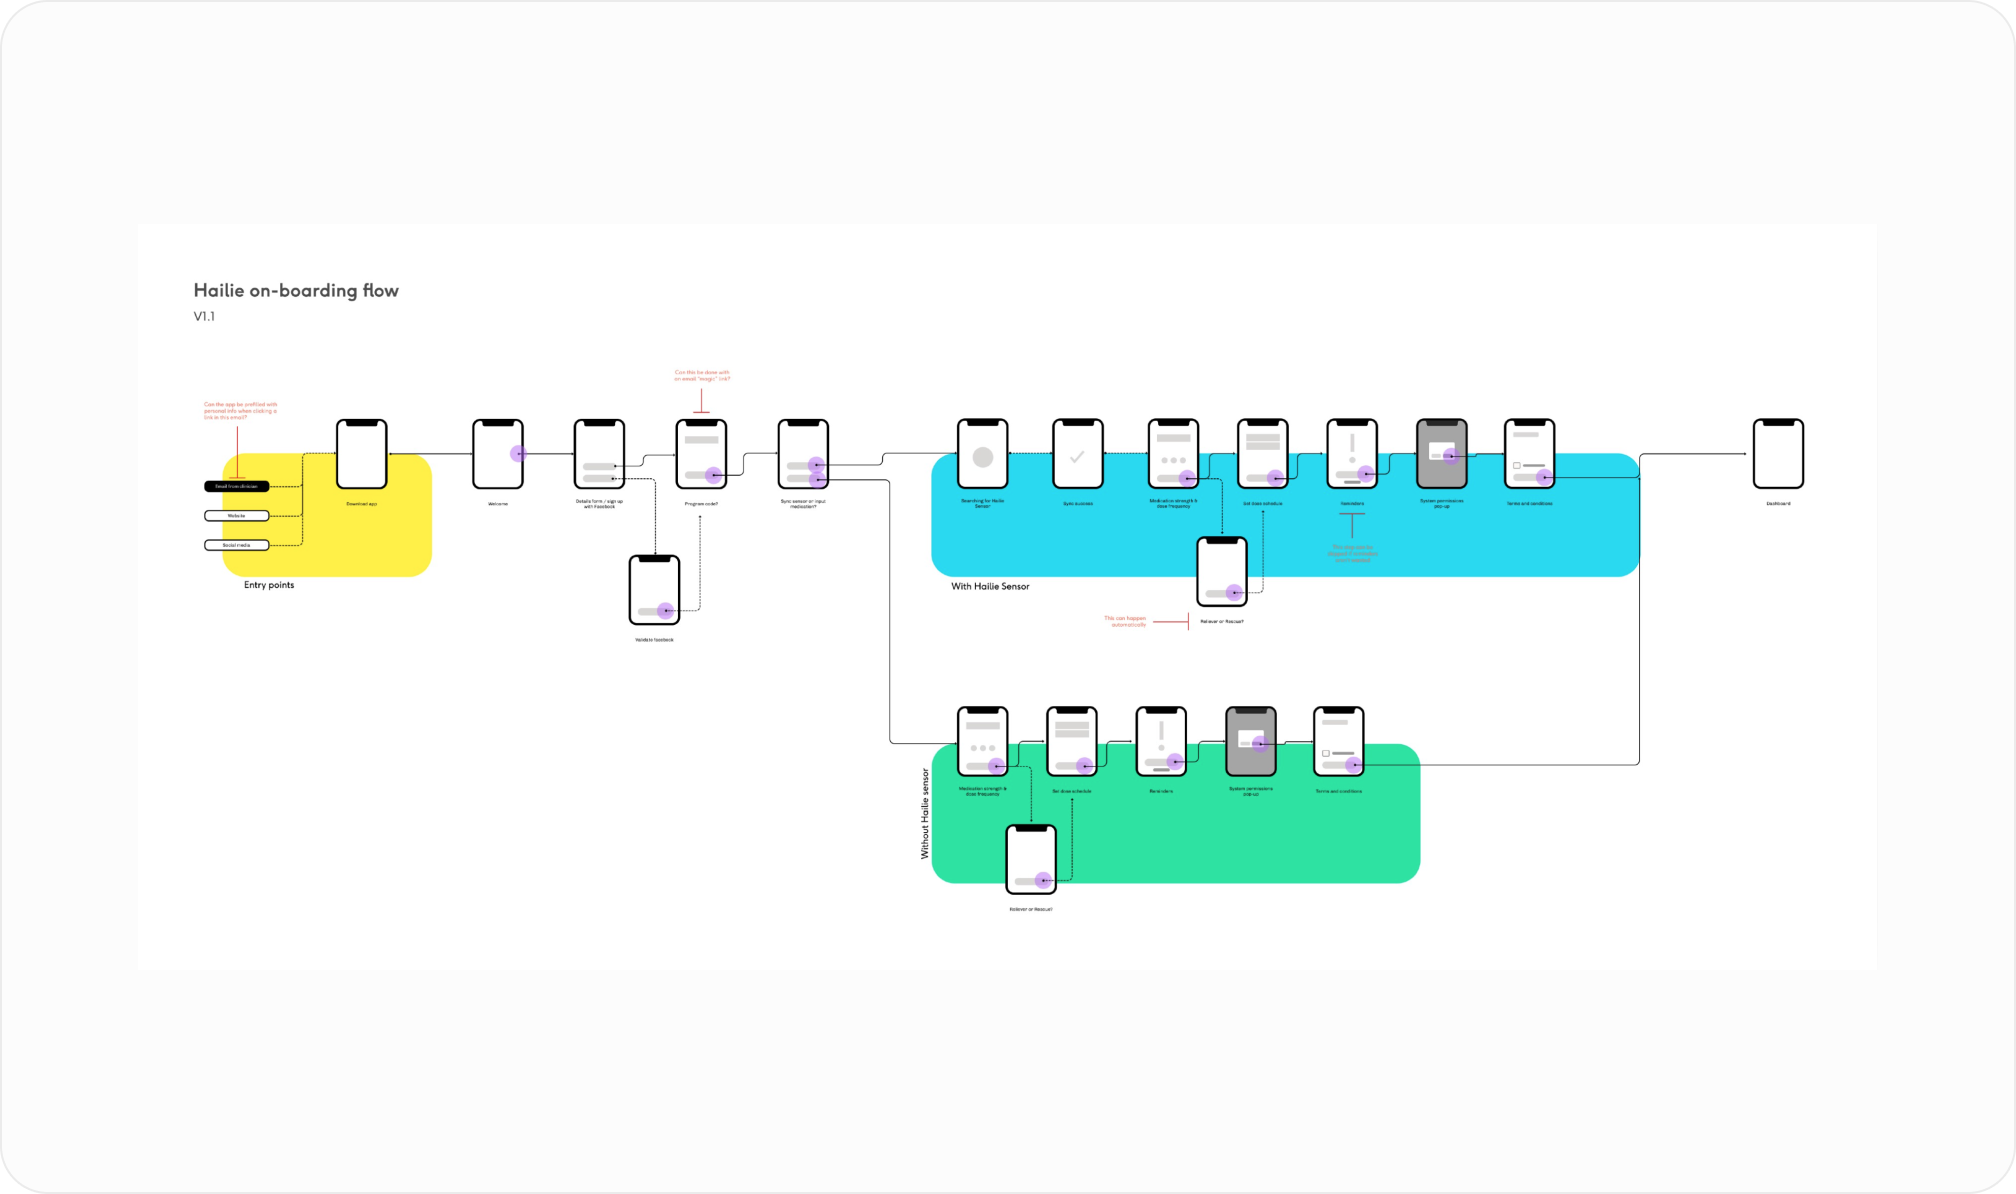 Hailie on-boarding flow
V1.1
Can this be done with
an email "magic" link?
Can the app be prefilled with
personal info when clicking a
link in this email?
Email from clinician
Website
Social media
Entry points
Download app
Welcome
Details form / sign up
with Facebook
Program code?
Sync sensor or input
medication?
Validate facebook
Searching for Hailie
Sensor
Sync success
Medication strength &
dose frequency
Set dose schedule
Reminders
System permissions
pop-up
Terms and conditions
Dashboard
With Hailie Sensor
This can happen
automatically
Reliever or Rescue?
Without Hailie sensor
Medication strength &
dose frequency
Set dose schedule
Reminders
System permissions
pop-up
Terms and conditions
Reliever or Rescue?